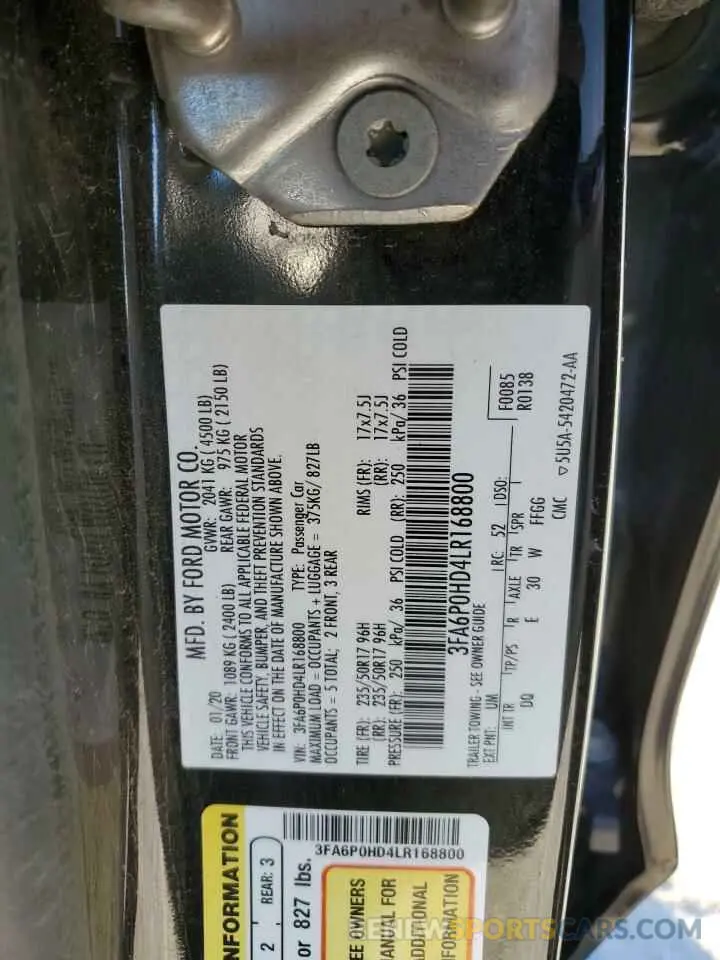 MFD. BY FORD MOTOR CO.
DATE: 01/20 GVWR: 2041 KG ( 4500 LB)
FRONT GAWR: 1089 KG ( 2400 LB) REAR GAWR: 975 KG ( 2150 LB)
THIS VEHICLE CONFORMS TO ALL APPLICABLE FEDERAL MOTOR
VEHICLE SAFETY, BUMPER, AND THEFT PREVENTION STANDARDS
IN EFFECT ON THE DATE OF MANUFACTURE SHOWN ABOVE.
VIN: 3FA6P0HD4LR168800 TYPE: Passenger Car
MAXIMUM LOAD = OCCUPANTS + LUGGAGE = 375KG/ 827LB
OCCUPANTS = 5 TOTAL; 2 FRONT, 3 REAR
TIRE (FR): 235/50R17 96H RIMS (FR): 17x7.5J
(RR): 235/50R17 96H (RR): 17x7.5J
PRESSURE (FR): 250 kPa/ 36 PSI COLD (RR): 250 kPa/ 36 PSI COLD
3FA6P0HD4LR168800
TRAILER TOWING - SEE OWNER GUIDE
EXT PNT: UM RC: 52 DSO: F0085
R0138
INT TR TP/PS R AXLE TR SPR
DQ E 30 W FFGG
CMC ▽5U5A-5420472-AA
NFORMATION
2 REAR: 3
or 827 lbs.
3FA6P0HD4LR168800
EE OWNERS
MANUAL FOR
ADDITIONAL
NFORMATION
VIEWSPORTSCARS.COM